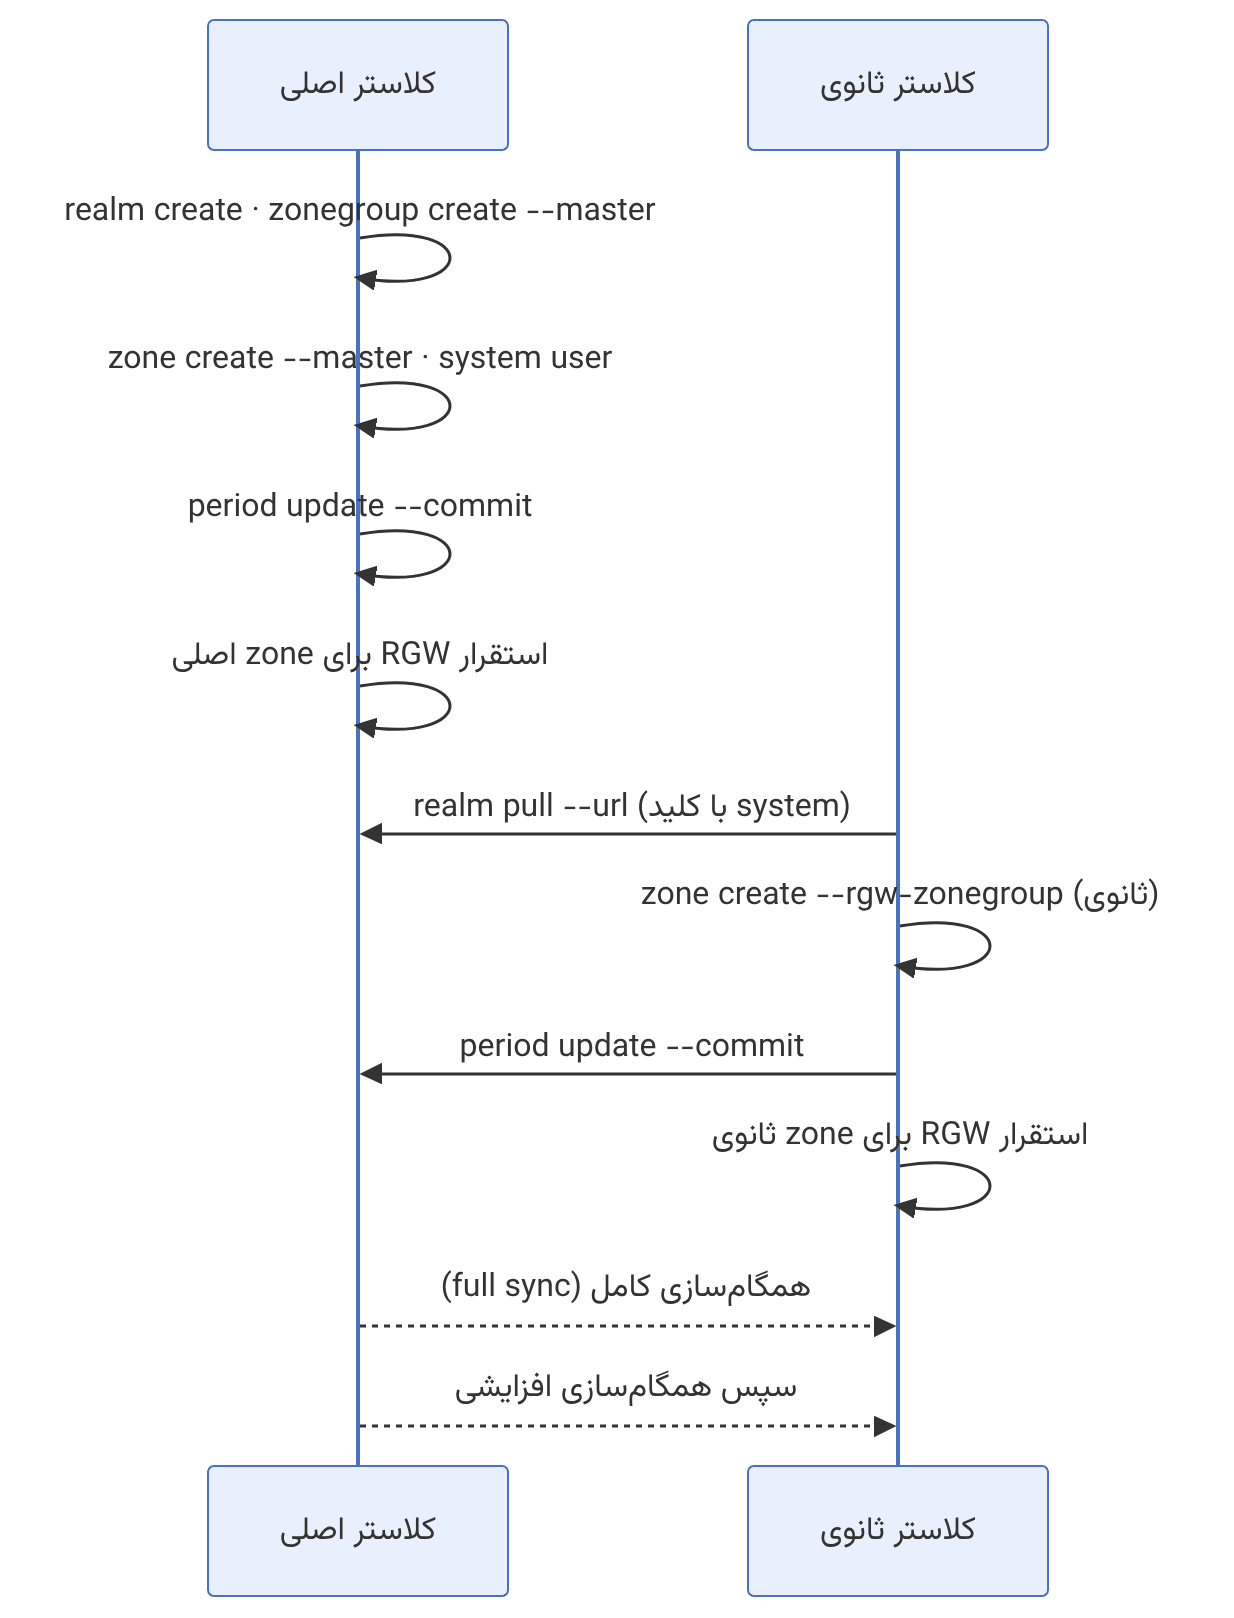 کلاستر اصلی
کلاستر ثانوی
realm create · zonegroup create --master
zone create --master · system user
period update --commit
استقرار RGW برای zone اصلی
realm pull --url (با کلید system)
zone create --rgw-zonegroup (ثانوی)
period update --commit
استقرار RGW برای zone ثانوی
همگام‌سازی کامل (full sync)
سپس همگام‌سازی افزایشی
کلاستر اصلی
کلاستر ثانوی